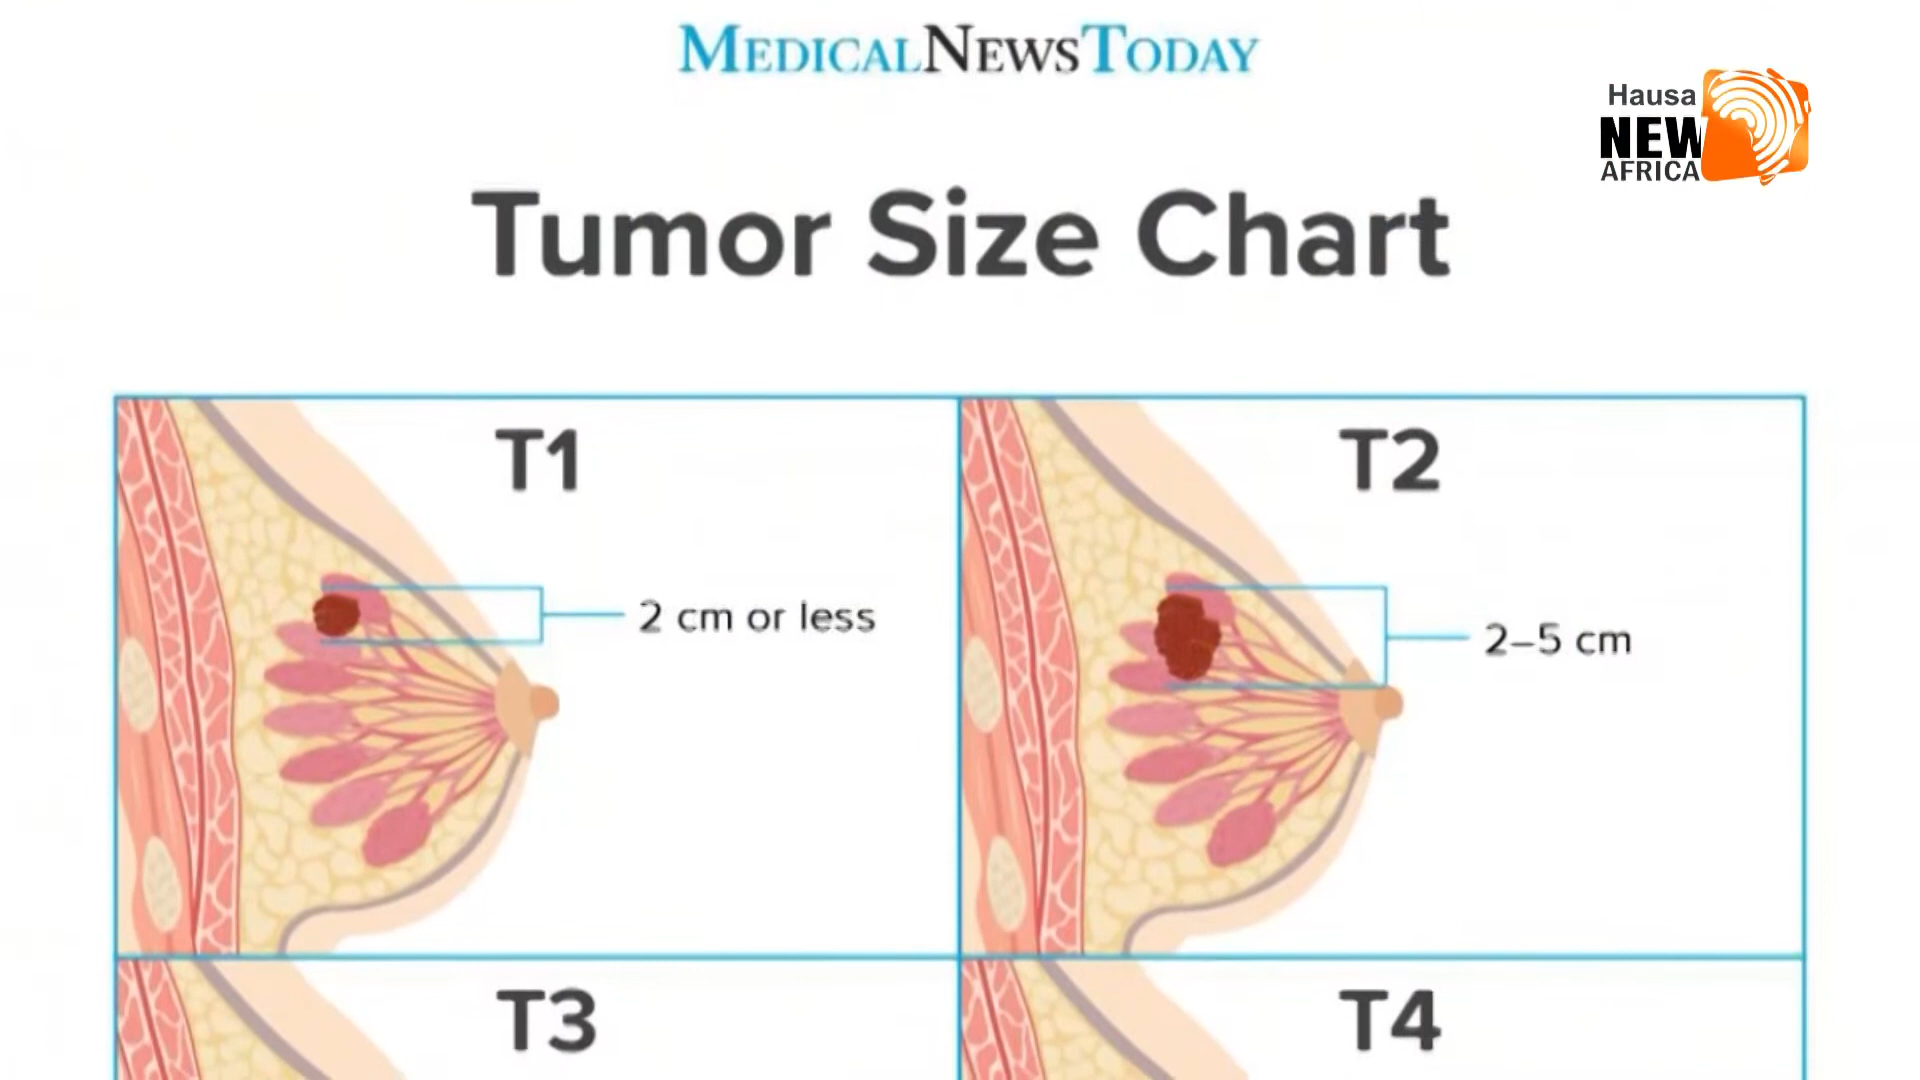 MEDICALNEWSTODAY
Hausa
NEW
AFRICA
Tumor Size Chart
T1
T2
2 cm or less
2–5 cm
T3
T4